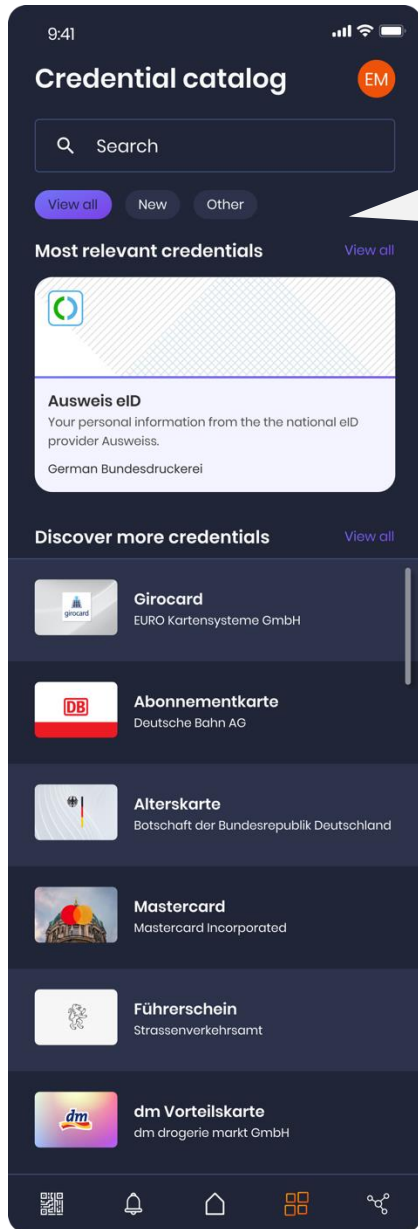 9:41
Credential catalog
EM
Search
View all New Other
Most relevant credentials View all
Ausweis eID
Your personal information from the the national eID
provider Ausweiss.
German Bundesdruckerei
Discover more credentials View all
girocard
Girocard
EURO Kartensysteme GmbH
DB
Abonnementkarte
Deutsche Bahn AG
Alterskarte
Botschaft der Bundesrepublik Deutschland
Mastercard
Mastercard Incorporated
Führerschein
Strassenverkehrsamt
dm
dm Vorteilskarte
dm drogerie markt GmbH